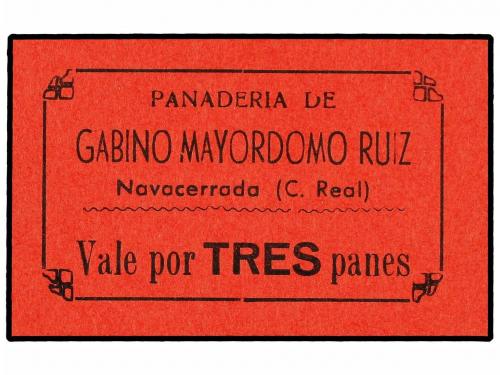 PANADERIA DE
GABINO MAYORDOMO RUIZ
Navacerrada (C. Real)
Vale por TRES panes